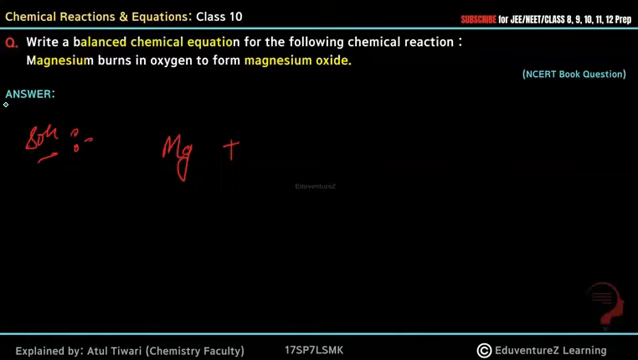 Chemical Reactions & Equations: Class 10
SUBSCRIBE for JEE/NEET/CLASS 8, 9, 10, 11, 12 Prep
Q. Write a balanced chemical equation for the following chemical reaction :
Magnesium burns in oxygen to form magnesium oxide.
(NCERT Book Question)
ANSWER:
Soln :-
Mg +
EduventureZ
Explained by: Atul Tiwari (Chemistry Faculty)
17SP7LSMK
© EduventureZ Learning